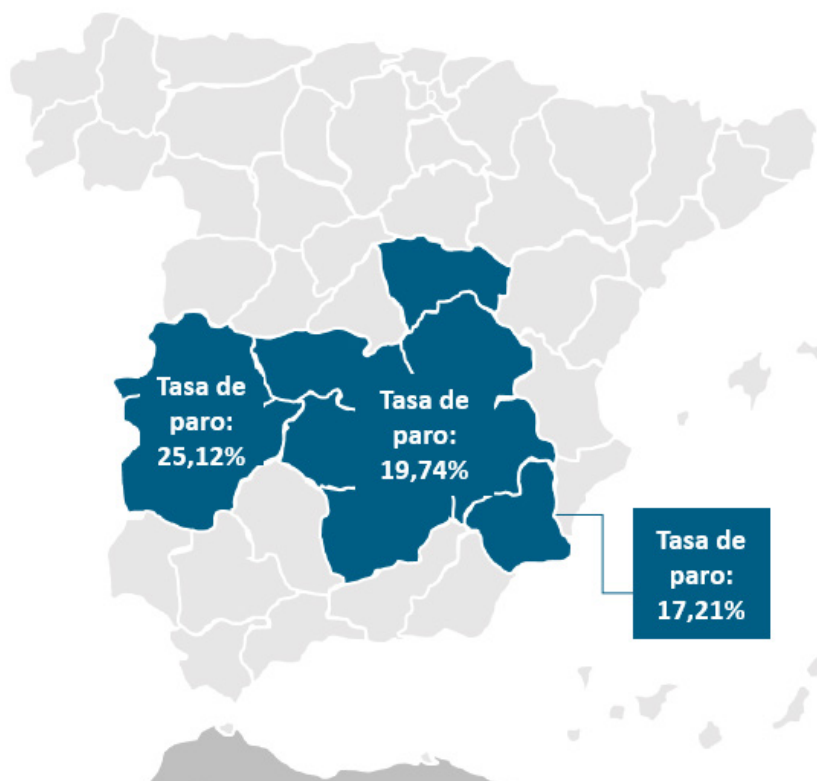 Tasa de
paro:
25,12%
Tasa de
paro:
19,74%
Tasa de
paro:
17,21%